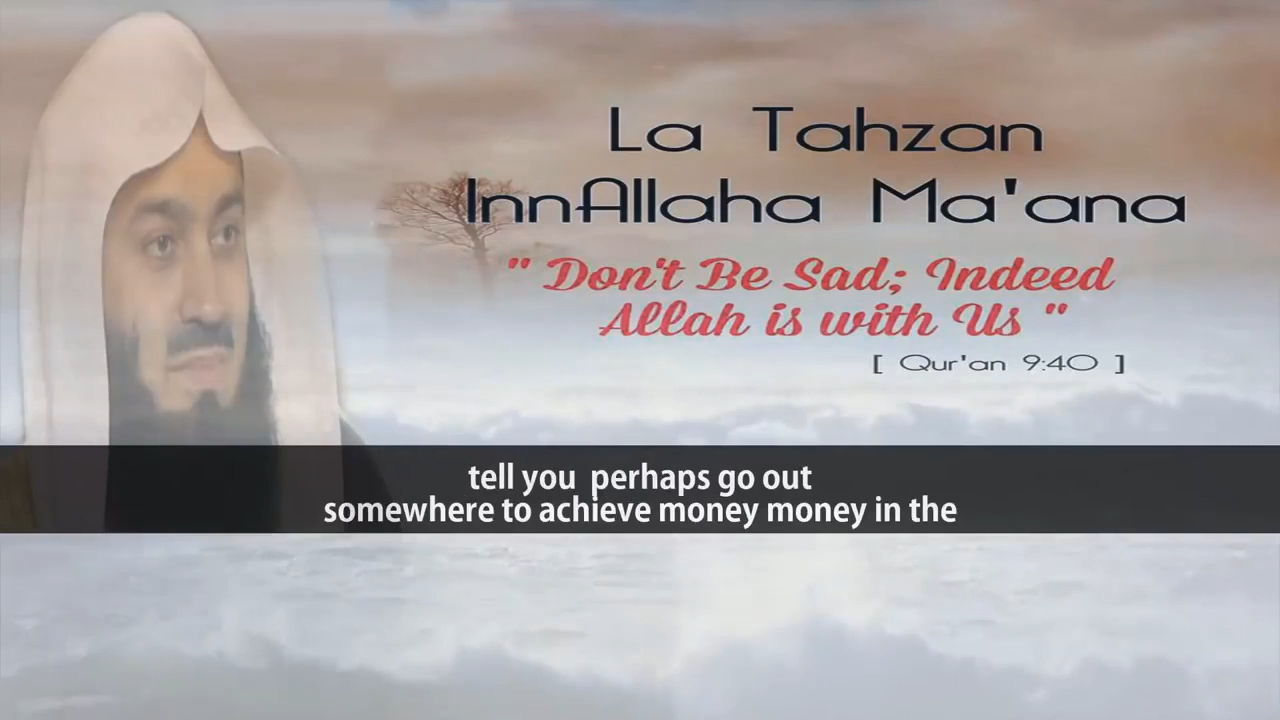 La Tahzan
InnAllaha Ma'ana
" Don't Be Sad; Indeed
Allah is with Us "
[ Qur'an 9:40 ]
tell you perhaps go out
somewhere to achieve money money in the